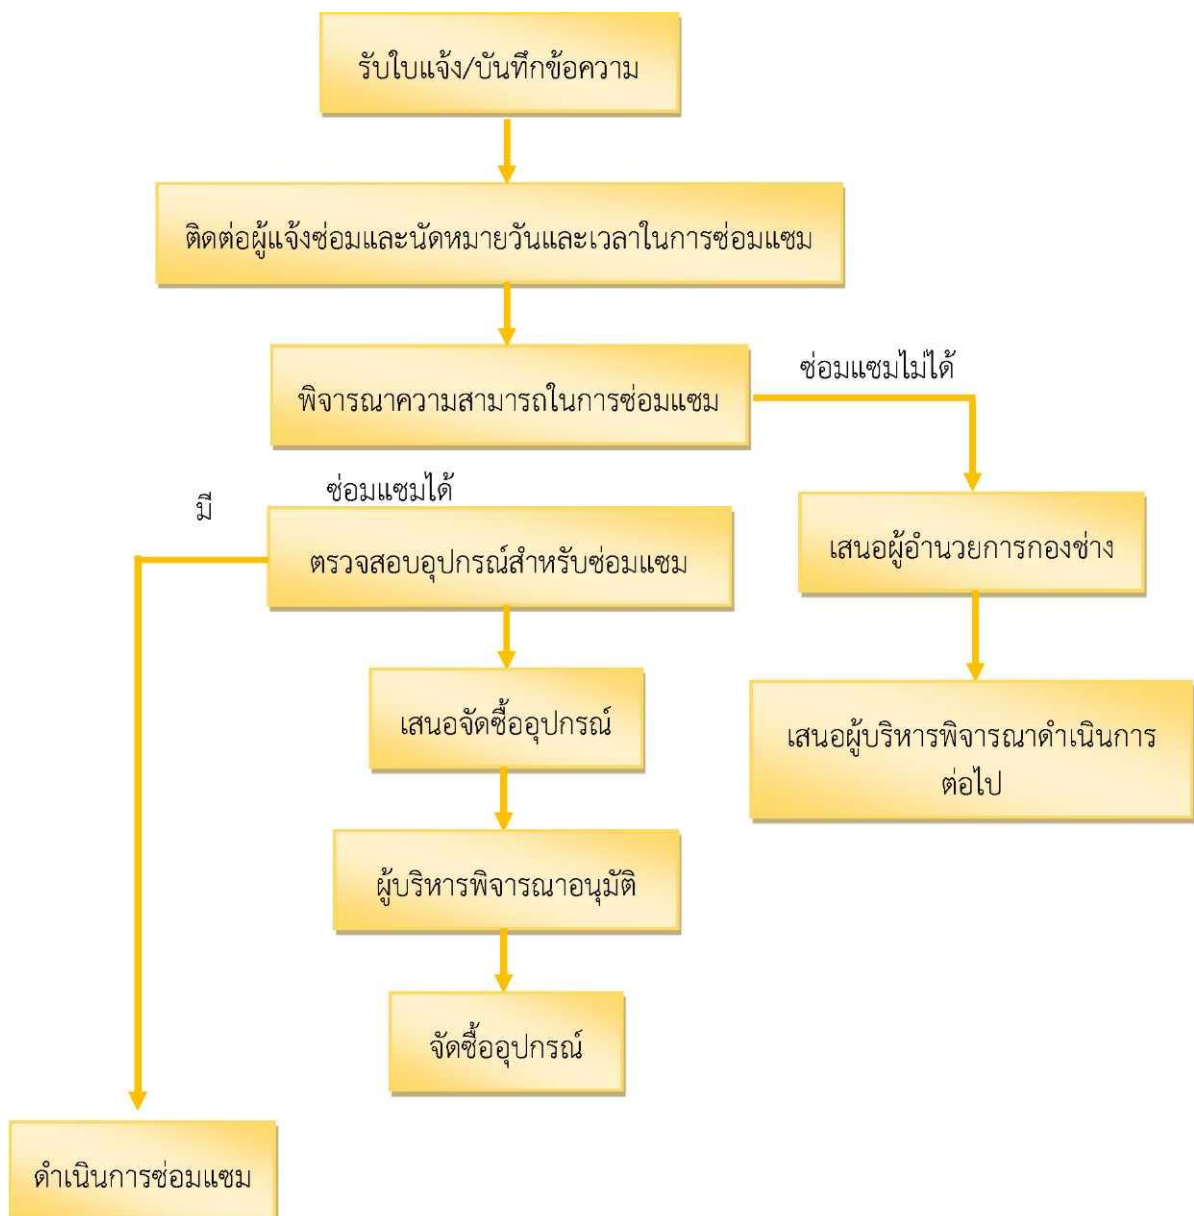 รับใบแจ้ง/บันทึกข้อความ
ติดต่อผู้แจ้งซ่อมและนัดหมายวันและเวลาในการซ่อมแซม
พิจารณาความสามารถในการซ่อมแซม
ซ่อมแซมไม่ได้
ซ่อมแซมได้
มี
ตรวจสอบอุปกรณ์สำหรับซ่อมแซม
เสนอผู้อำนวยการกองช่าง
เสนอจัดซื้ออุปกรณ์
เสนอผู้บริหารพิจารณาดำเนินการ
ต่อไป
ผู้บริหารพิจารณาอนุมัติ
จัดซื้ออุปกรณ์
ดำเนินการซ่อมแซม